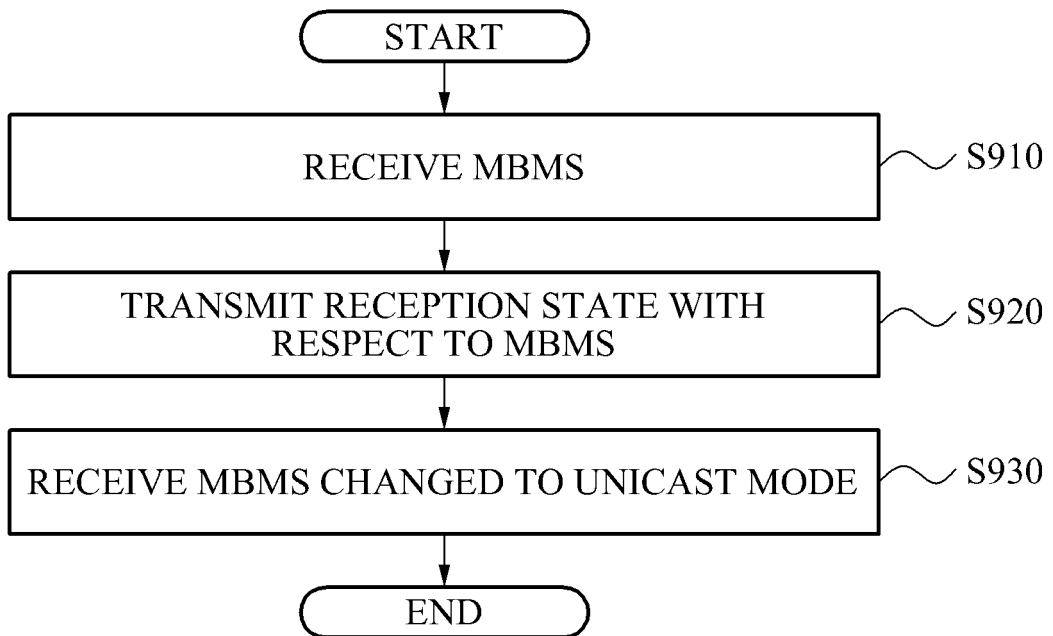 START
RECEIVE MBMS
S910
TRANSMIT RECEPTION STATE WITH
RESPECT TO MBMS
S920
RECEIVE MBMS CHANGED TO UNICAST MODE
S930
END